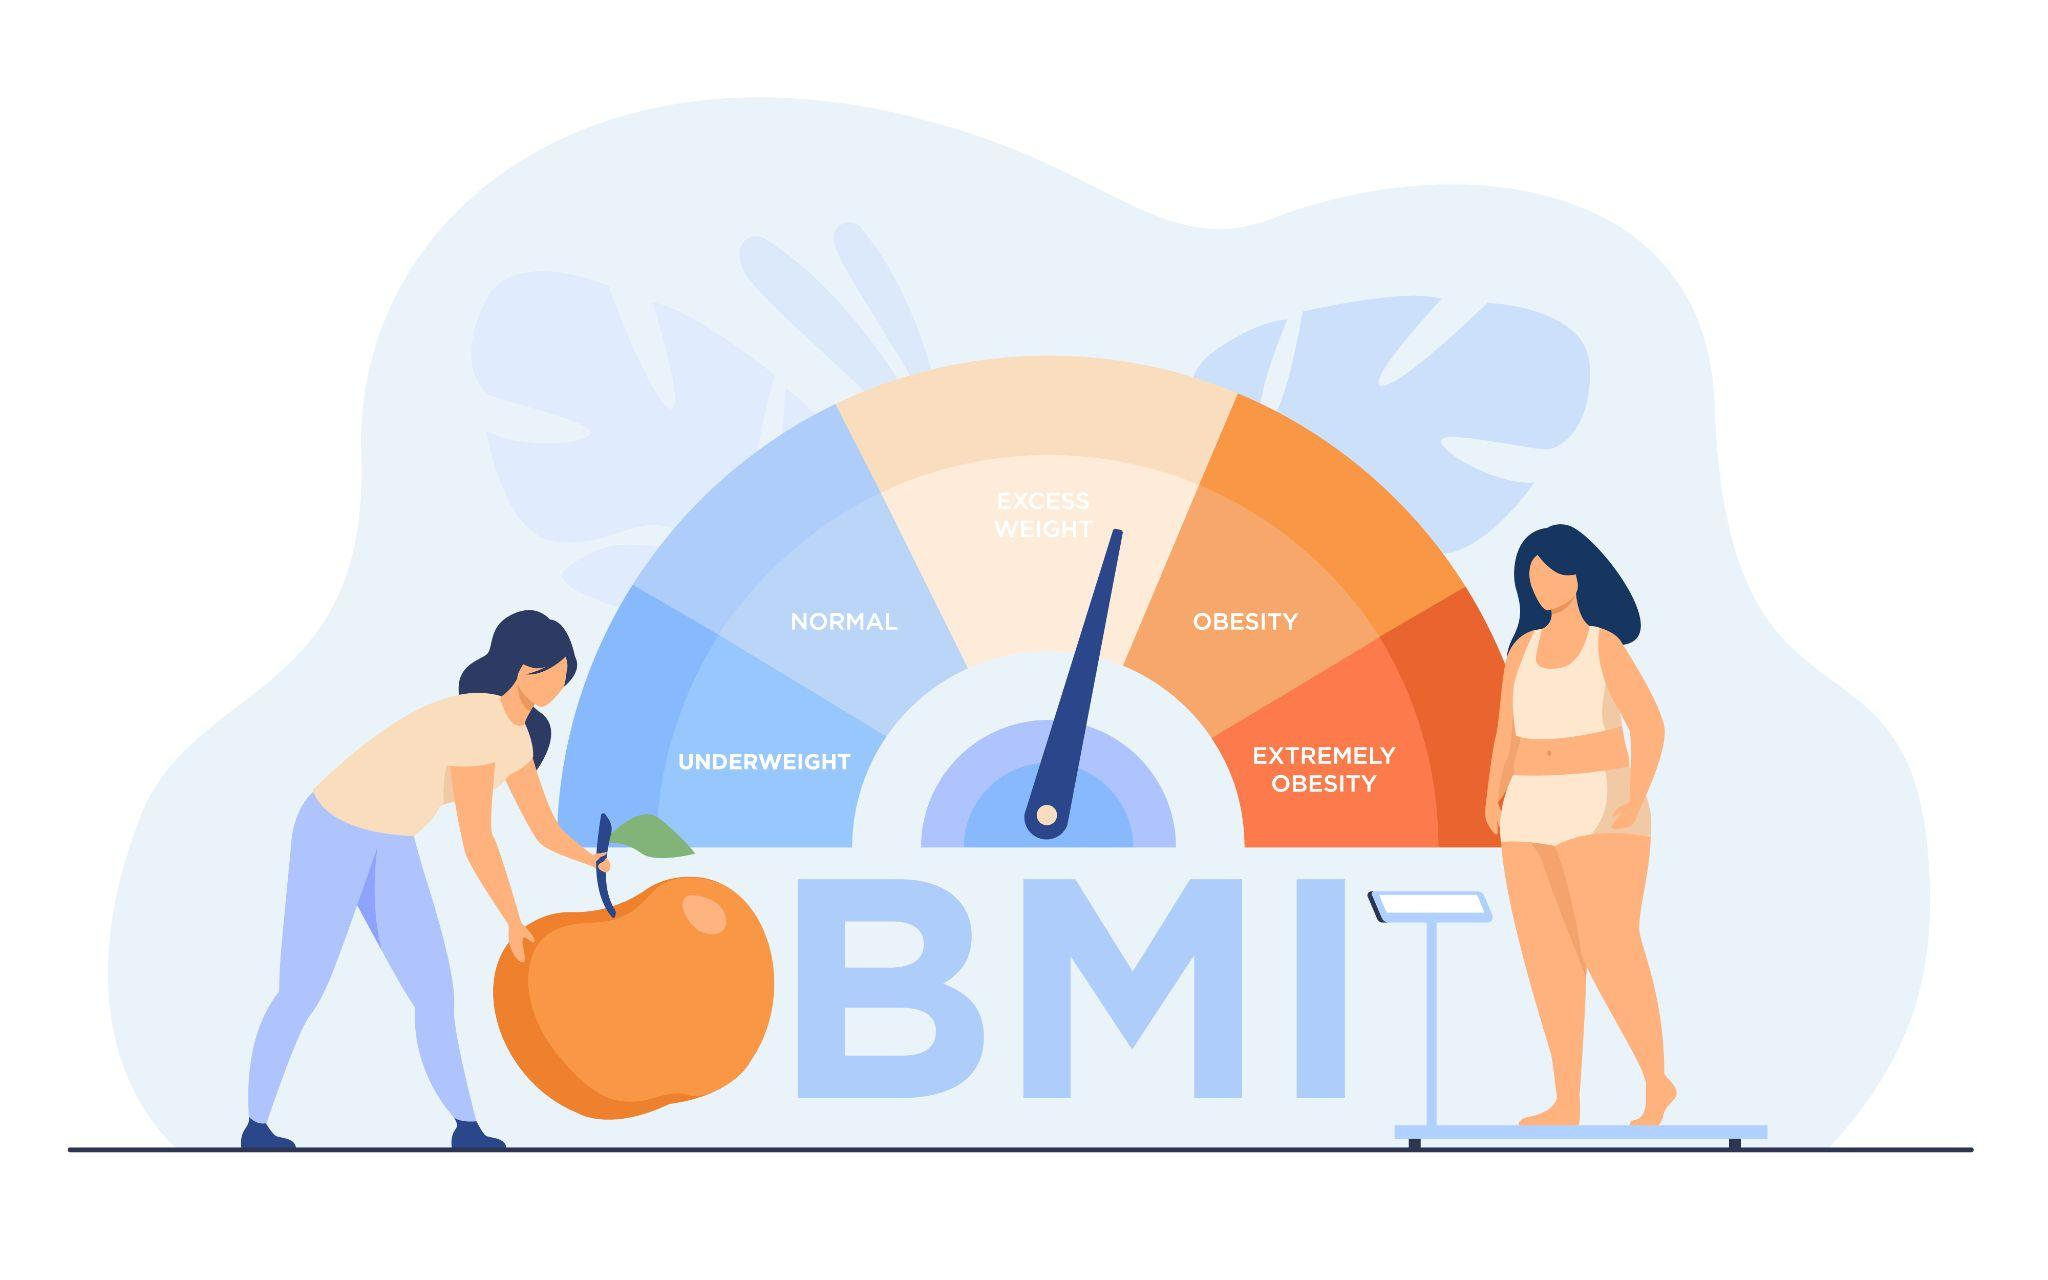 EXCESS
WEIGHT
NORMAL
OBESITY
UNDERWEIGHT
EXTREMELY
OBESITY
BMI